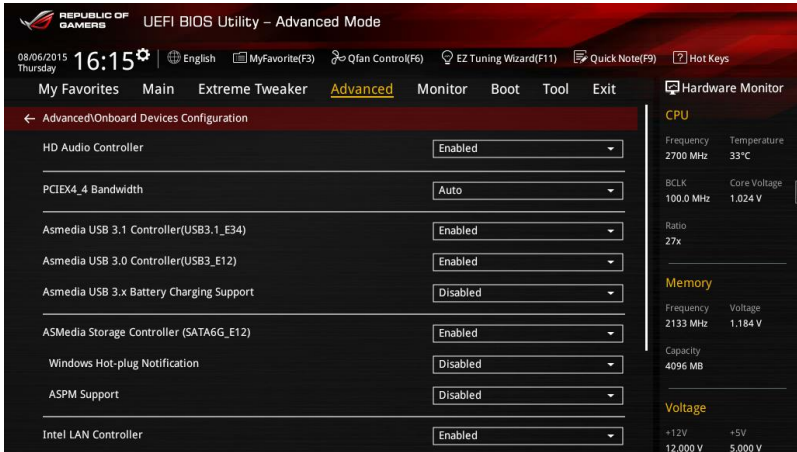 REPUBLIC OF
GAMERS
UEFI BIOS Utility – Advanced Mode
08/06/2015
Thursday
16:15
English
MyFavorite(F3)
Qfan Control(F6)
EZ Tuning Wizard(F11)
Quick Note(F9)
? Hot Keys
My Favorites Main Extreme Tweaker Advanced Monitor Boot Tool Exit
← Advanced\Onboard Devices Configuration
HD Audio Controller Enabled
PCIEX4_4 Bandwidth Auto
Asmedia USB 3.1 Controller(USB3.1_E34) Enabled
Asmedia USB 3.0 Controller(USB3_E12) Enabled
Asmedia USB 3.x Battery Charging Support Disabled
ASMedia Storage Controller (SATA6G_E12) Enabled
Windows Hot-plug Notification Disabled
ASPM Support Disabled
Intel LAN Controller Enabled
Hardware Monitor
CPU
Frequency Temperature
2700 MHz 33°C
BCLK Core Voltage
100.0 MHz 1.024 V
Ratio
27x
Memory
Frequency Voltage
2133 MHz 1.184 V
Capacity
4096 MB
Voltage
+12V +5V
12.000 V 5.000 V